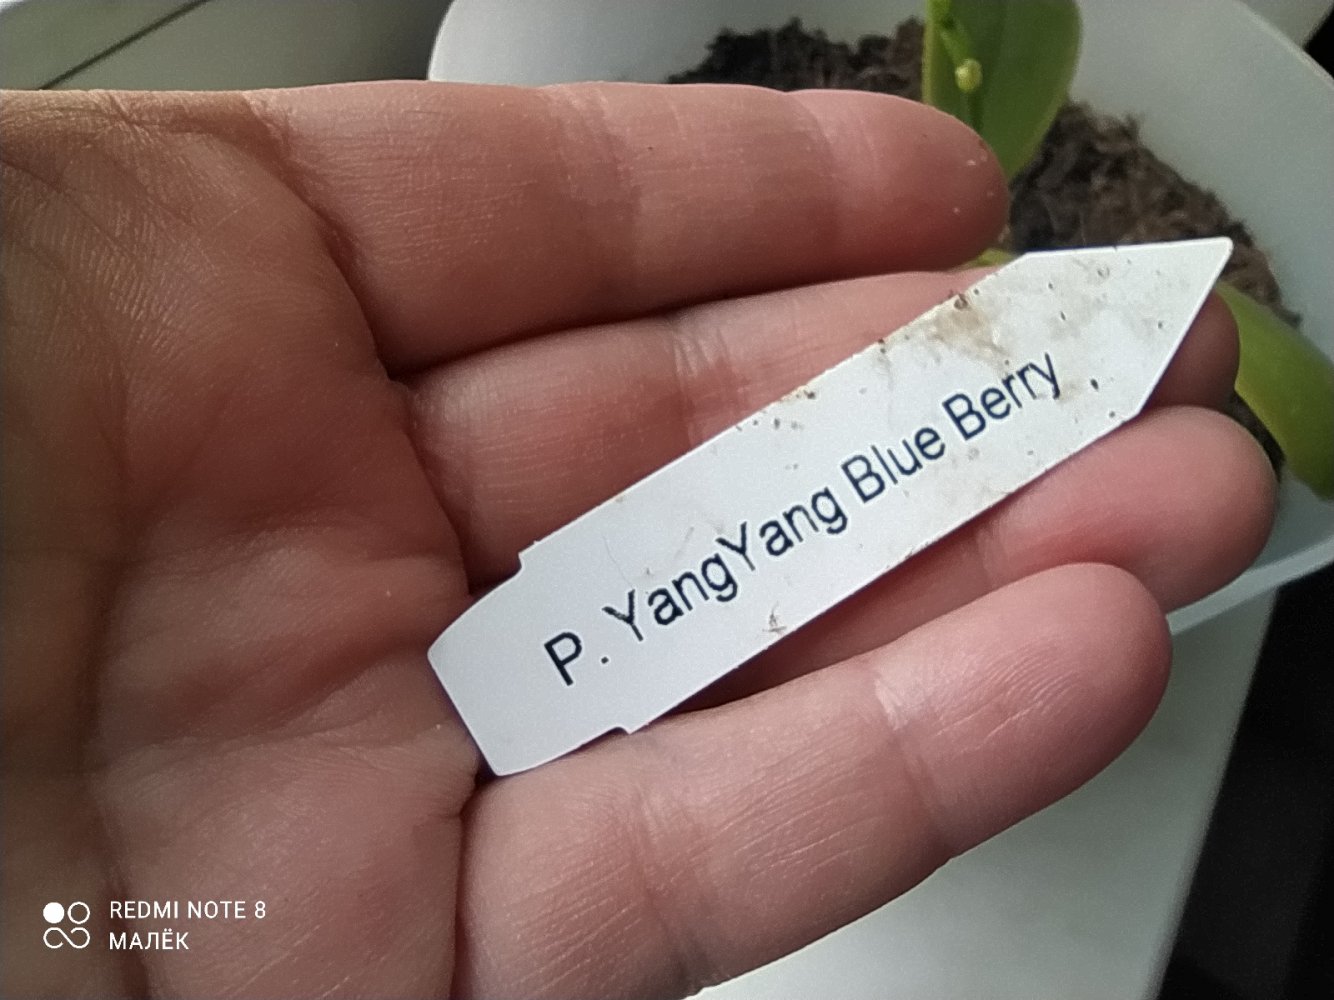 P. YangYang Blue Berry
REDMI NOTE 8
МАЛЁК